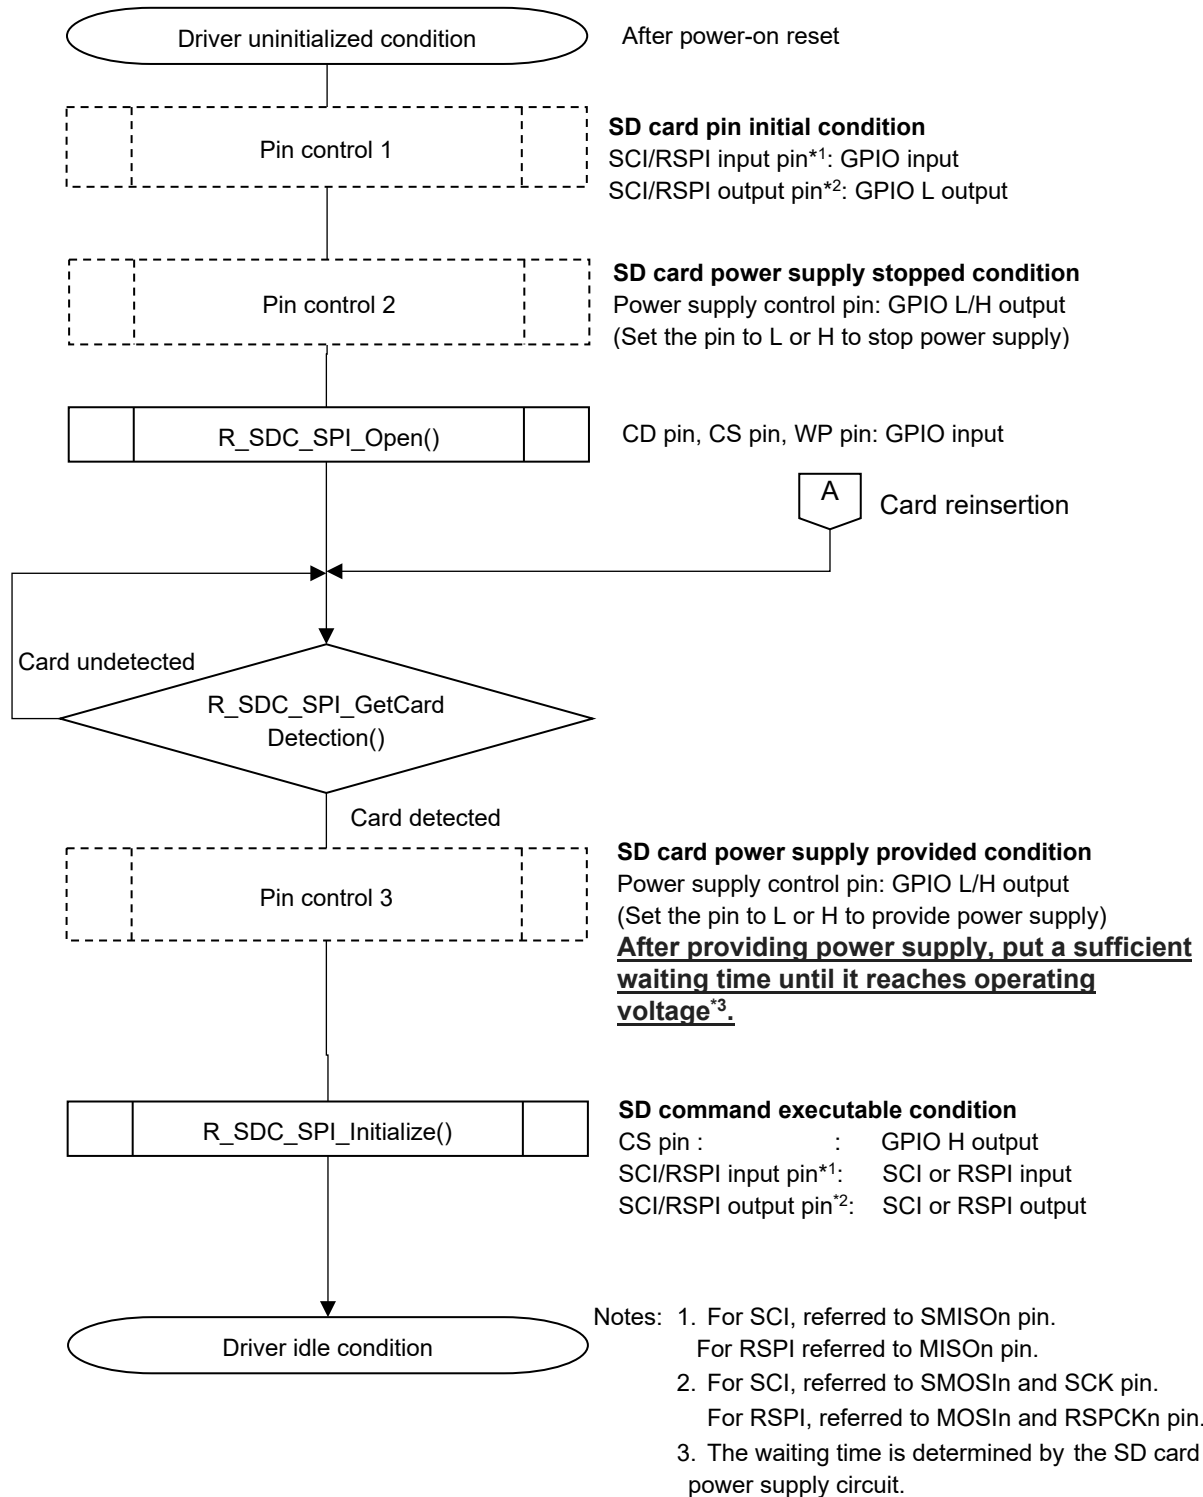 Driver uninitialized condition
After power-on reset
Pin control 1
SD card pin initial condition
SCI/RSPI input pin*1: GPIO input
SCI/RSPI output pin*2: GPIO L output
Pin control 2
SD card power supply stopped condition
Power supply control pin: GPIO L/H output
(Set the pin to L or H to stop power supply)
R_SDC_SPI_Open()
CD pin, CS pin, WP pin: GPIO input
A
Card reinsertion
Card undetected
R_SDC_SPI_GetCard
Detection()
Card detected
Pin control 3
SD card power supply provided condition
Power supply control pin: GPIO L/H output
(Set the pin to L or H to provide power supply)
After providing power supply, put a sufficient
waiting time until it reaches operating
voltage*3.
R_SDC_SPI_Initialize()
SD command executable condition
CS pin : : GPIO H output
SCI/RSPI input pin*1: SCI or RSPI input
SCI/RSPI output pin*2: SCI or RSPI output
Driver idle condition
Notes: 1. For SCI, referred to SMISOn pin.
For RSPI referred to MISOn pin.
2. For SCI, referred to SMOSIn and SCK pin.
For RSPI, referred to MOSIn and RSPCKn pin.
3. The waiting time is determined by the SD card
power supply circuit.